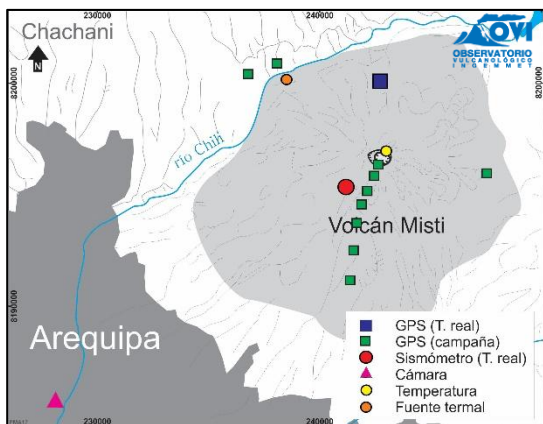 230000
240000
Chachani
N
OVI
OBSERVATORIO
VULCANOLÓGICO
INGEMMET
8200000
8200000
río Chili
Volcán Misti
8190000
Arequipa
GPS (T. real)
GPS (campaña)
Sismómetro (T. real)
Cámara
Temperatura
Fuente termal
230000
240000